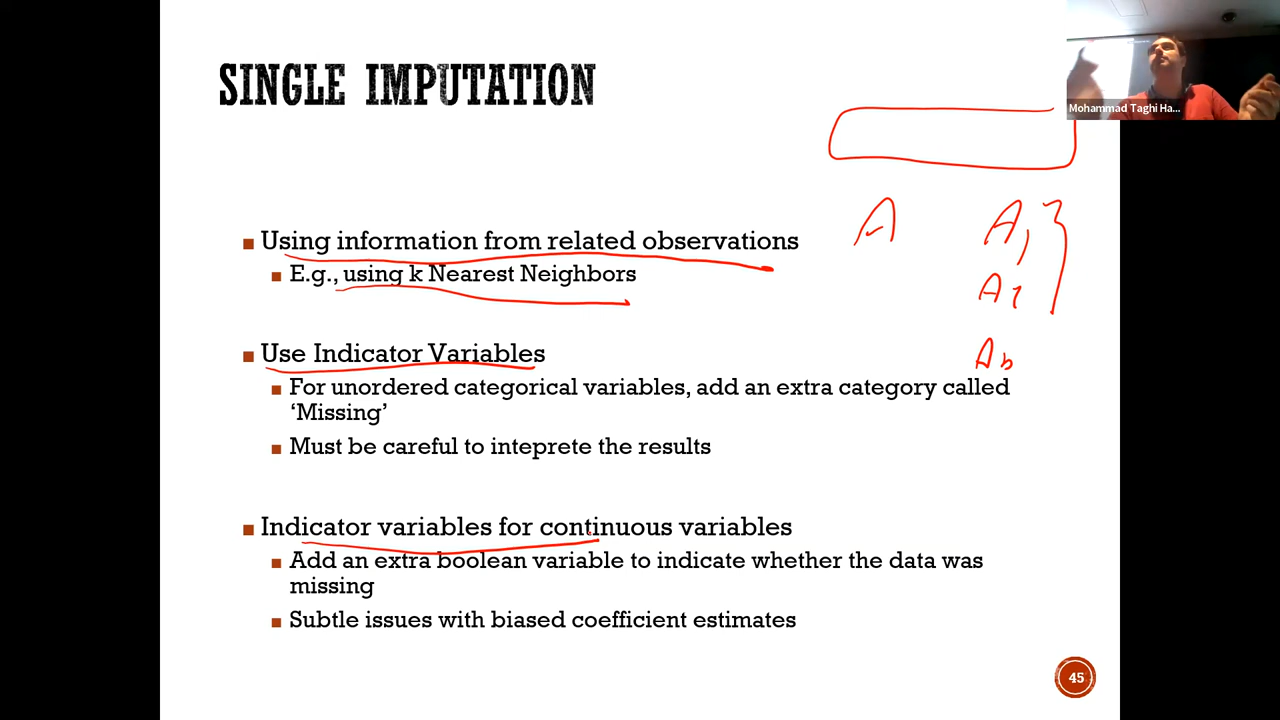 SINGLE IMPUTATION
Mohammad Taghi Ha...
A A1
Using information from related observations
E.g., using k Nearest Neighbors
A2
Use Indicator Variables
For unordered categorical variables, add an extra category called
‘Missing’
Must be careful to inteprete the results
Indicator variables for continuous variables
Add an extra boolean variable to indicate whether the data was
missing
Subtle issues with biased coefficient estimates
45